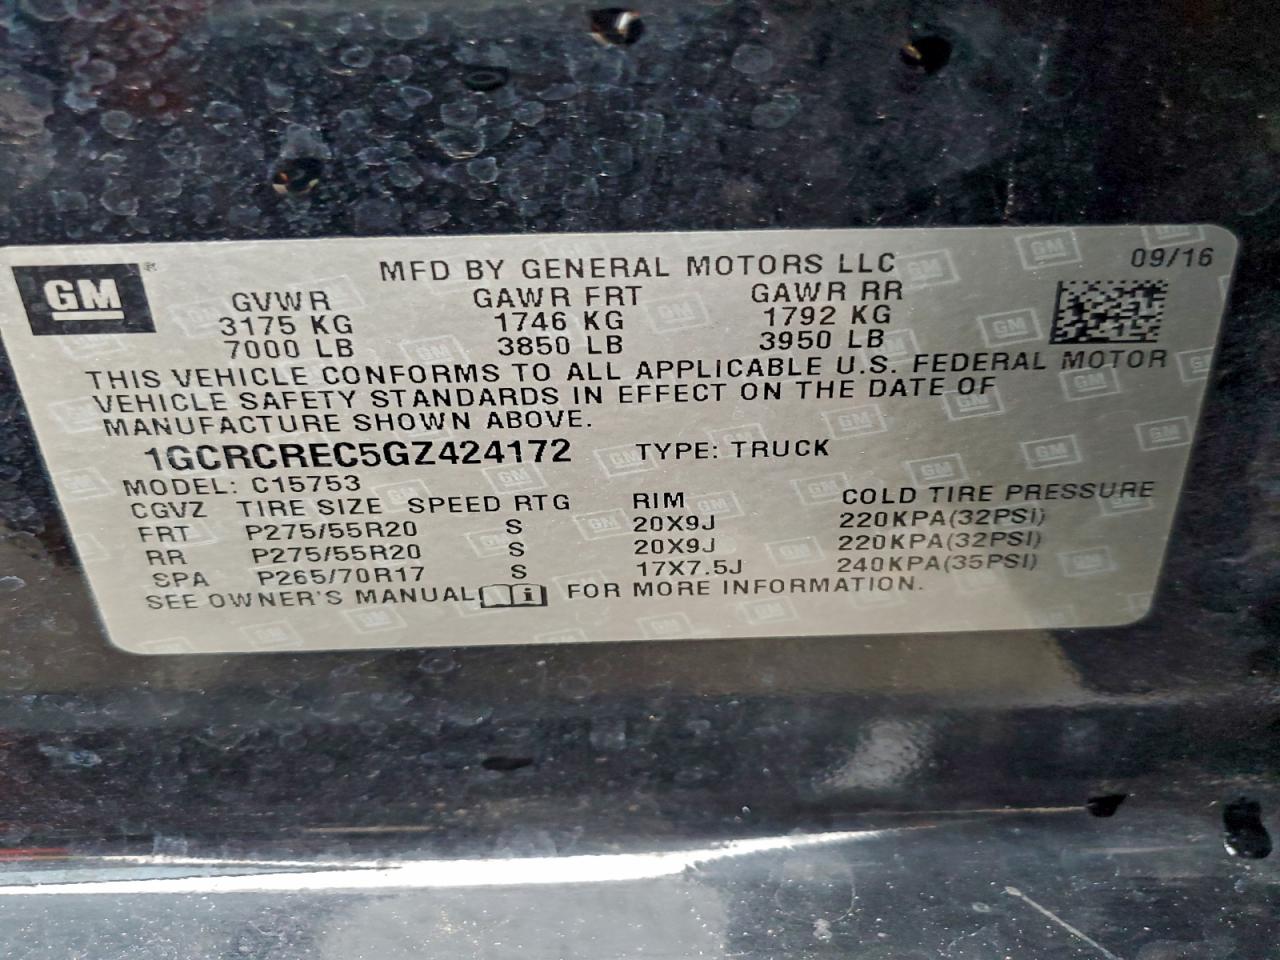 GM ®
MFD BY GENERAL MOTORS LLC 09/16
GVWR GAWR FRT GAWR RR
3175 KG 1746 KG 1792 KG
7000 LB 3850 LB 3950 LB
THIS VEHICLE CONFORMS TO ALL APPLICABLE U.S. FEDERAL MOTOR
VEHICLE SAFETY STANDARDS IN EFFECT ON THE DATE OF
MANUFACTURE SHOWN ABOVE.
1GCRCREC5GZ424172 TYPE: TRUCK
MODEL: C15753
CGVZ TIRE SIZE SPEED RTG RIM COLD TIRE PRESSURE
FRT P275/55R20 S 20X9J 220KPA(32PSI)
RR P275/55R20 S 20X9J 220KPA(32PSI)
SPA P265/70R17 S 17X7.5J 240KPA(35PSI)
SEE OWNER'S MANUAL i FOR MORE INFORMATION.